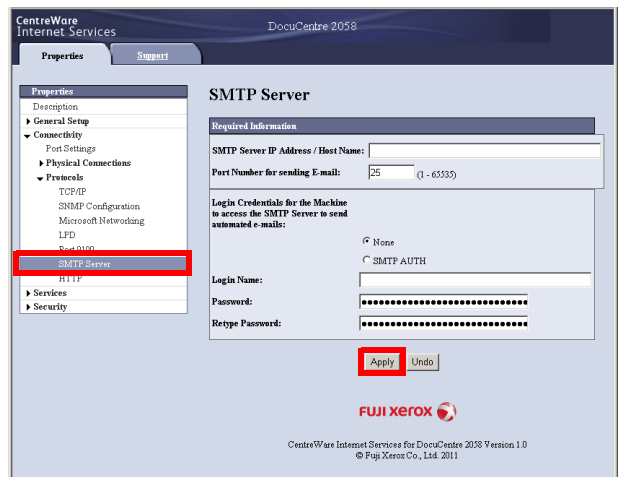 CentreWare
Internet Services
DocuCentre 2058
Properties
Support
Properties
Description
General Setup
Connectivity
Port Settings
Physical Connections
Protocols
TCP/IP
SNMP Configuration
Microsoft Networking
LPD
Port 9100
SMTP Server
HTTP
Services
Security
SMTP Server
Required Information
SMTP Server IP Address / Host Name:
Port Number for sending E-mail:
25
(1 - 65535)
Login Credentials for the Machine
to access the SMTP Server to send
automated e-mails:
None
SMTP AUTH
Login Name:
Password:
Retype Password:
Apply
Undo
FUJI xerox
CentreWare Internet Services for DocuCentre 2058 Version 1.0
© Fuji Xerox Co., Ltd. 2011